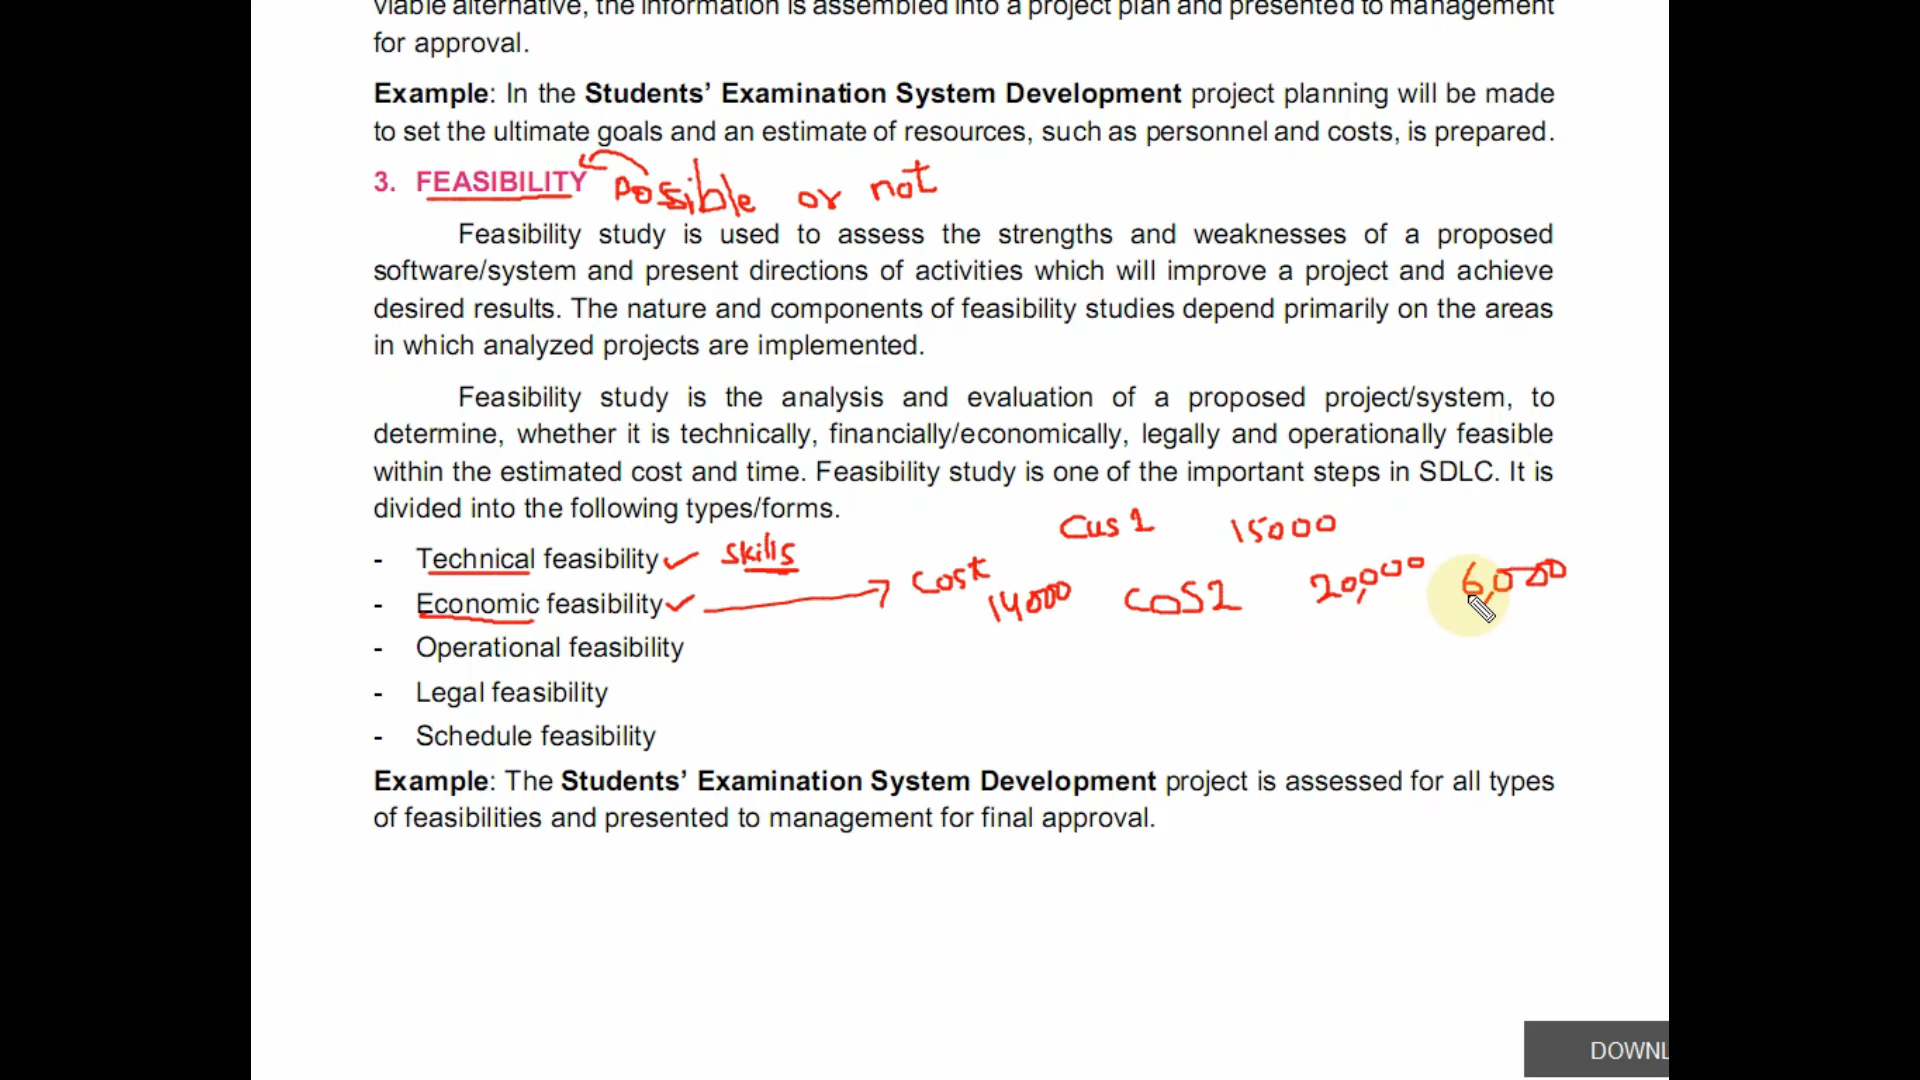 viable alternative, the information is assembled into a project plan and presented to management
for approval.
Example: In the Students’ Examination System Development project planning will be made
to set the ultimate goals and an estimate of resources, such as personnel and costs, is prepared.
3. FEASIBILITY Possible or not
Feasibility study is used to assess the strengths and weaknesses of a proposed
software/system and present directions of activities which will improve a project and achieve
desired results. The nature and components of feasibility studies depend primarily on the areas
in which analyzed projects are implemented.
Feasibility study is the analysis and evaluation of a proposed project/system, to
determine, whether it is technically, financially/economically, legally and operationally feasible
within the estimated cost and time. Feasibility study is one of the important steps in SDLC. It is
divided into the following types/forms.
Cus 1 15000
- Technical feasibility skills
- Economic feasibility cost 14000 cos2 20,000 6,000
- Operational feasibility
- Legal feasibility
- Schedule feasibility
Example: The Students’ Examination System Development project is assessed for all types
of feasibilities and presented to management for final approval.
DOWNL